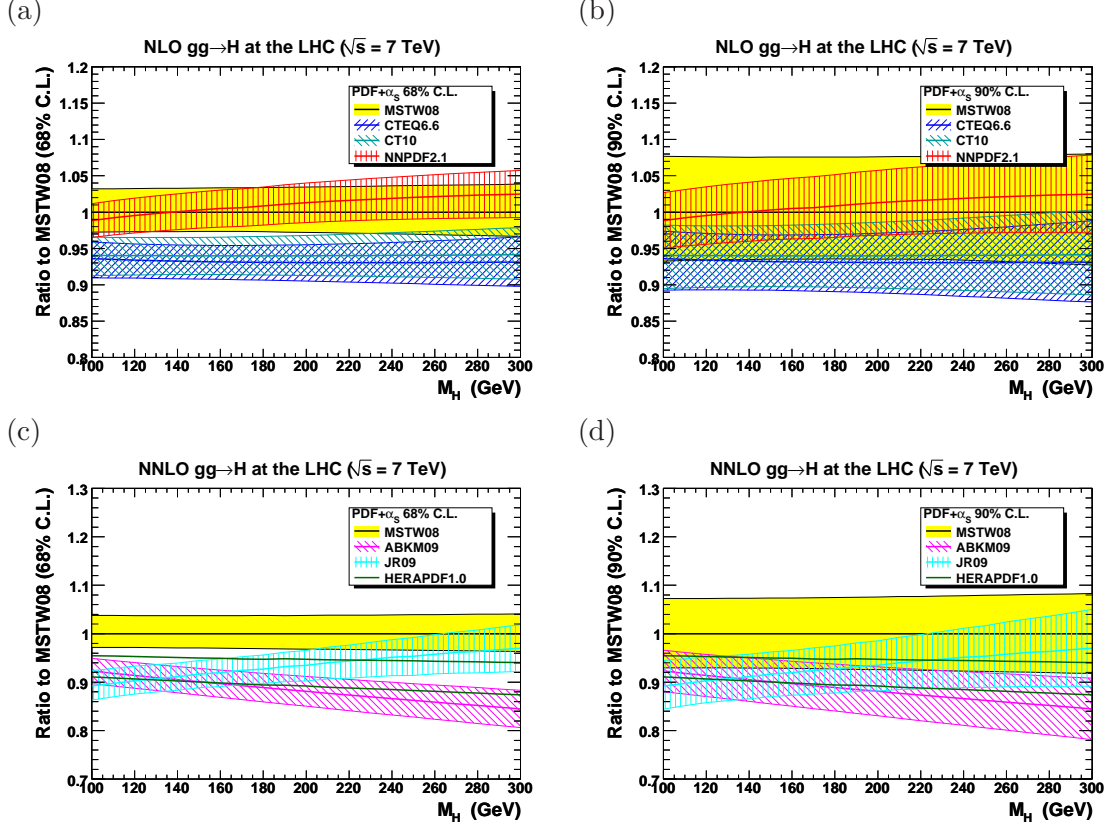 (a)
NLO gg→H at the LHC (√s = 7 TeV)
Ratio to MSTW08 (68% C.L.)
1.2
1.15
1.1
1.05
1
0.95
0.9
0.85
0.8
PDF+α_S 68% C.L.
MSTW08
CTEQ6.6
CT10
NNPDF2.1
100 120 140 160 180 200 220 240 260 280 300
M_H (GeV)
(b)
NLO gg→H at the LHC (√s = 7 TeV)
Ratio to MSTW08 (90% C.L.)
1.2
1.15
1.1
1.05
1
0.95
0.9
0.85
0.8
PDF+α_S 90% C.L.
MSTW08
CTEQ6.6
CT10
NNPDF2.1
100 120 140 160 180 200 220 240 260 280 300
M_H (GeV)
(c)
NNLO gg→H at the LHC (√s = 7 TeV)
Ratio to MSTW08 (68% C.L.)
1.3
1.2
1.1
1
0.9
0.8
0.7
PDF+α_S 68% C.L.
MSTW08
ABKM09
JR09
HERAPDF1.0
100 120 140 160 180 200 220 240 260 280 300
M_H (GeV)
(d)
NNLO gg→H at the LHC (√s = 7 TeV)
Ratio to MSTW08 (90% C.L.)
1.3
1.2
1.1
1
0.9
0.8
0.7
PDF+α_S 90% C.L.
MSTW08
ABKM09
JR09
HERAPDF1.0
100 120 140 160 180 200 220 240 260 280 300
M_H (GeV)